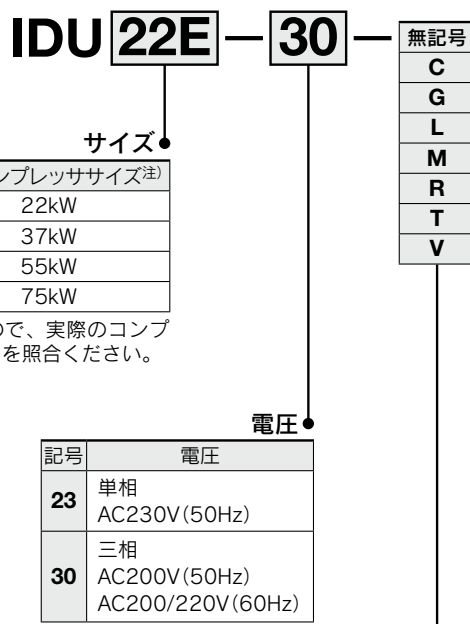 IDU 22E － 30 －
無記号
C
G
L
M
R
T
V
サイズ
ンプレッササイズ注)
22kW
37kW
55kW
75kW
ので、実際のコンプ
を照合ください。
電圧
記号 電圧
23 単相
AC230V(50Hz)
30 三相
AC200V(50Hz)
AC200/220V(60Hz)